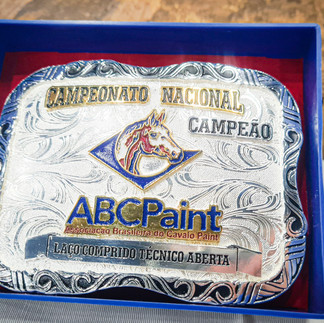 CAMPEONATO NACIONAL
CAMPEÃO
ABCPaint
Associação Brasileira do Cavalo Paint
LAÇO COMPRIDO TÉCNICO ABERTA